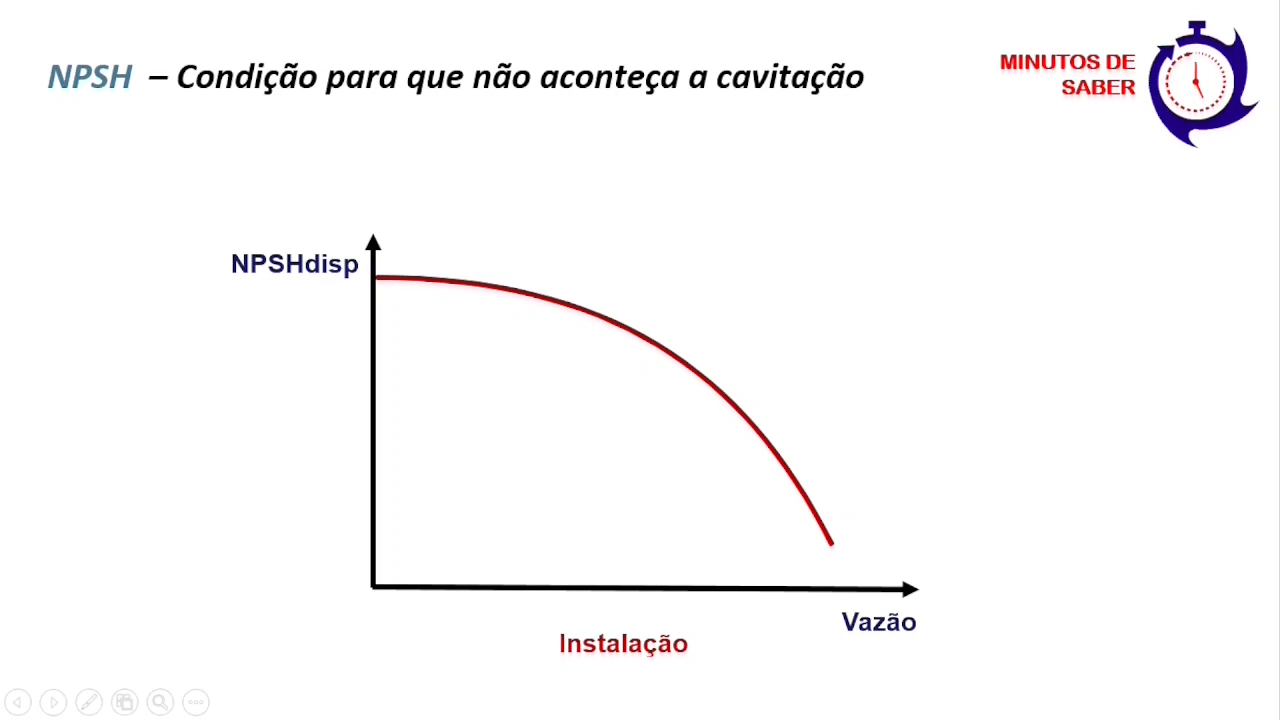 NPSH – Condição para que não aconteça a cavitação
MINUTOS DE
SABER
NPSHdisp
Vazão
Instalação